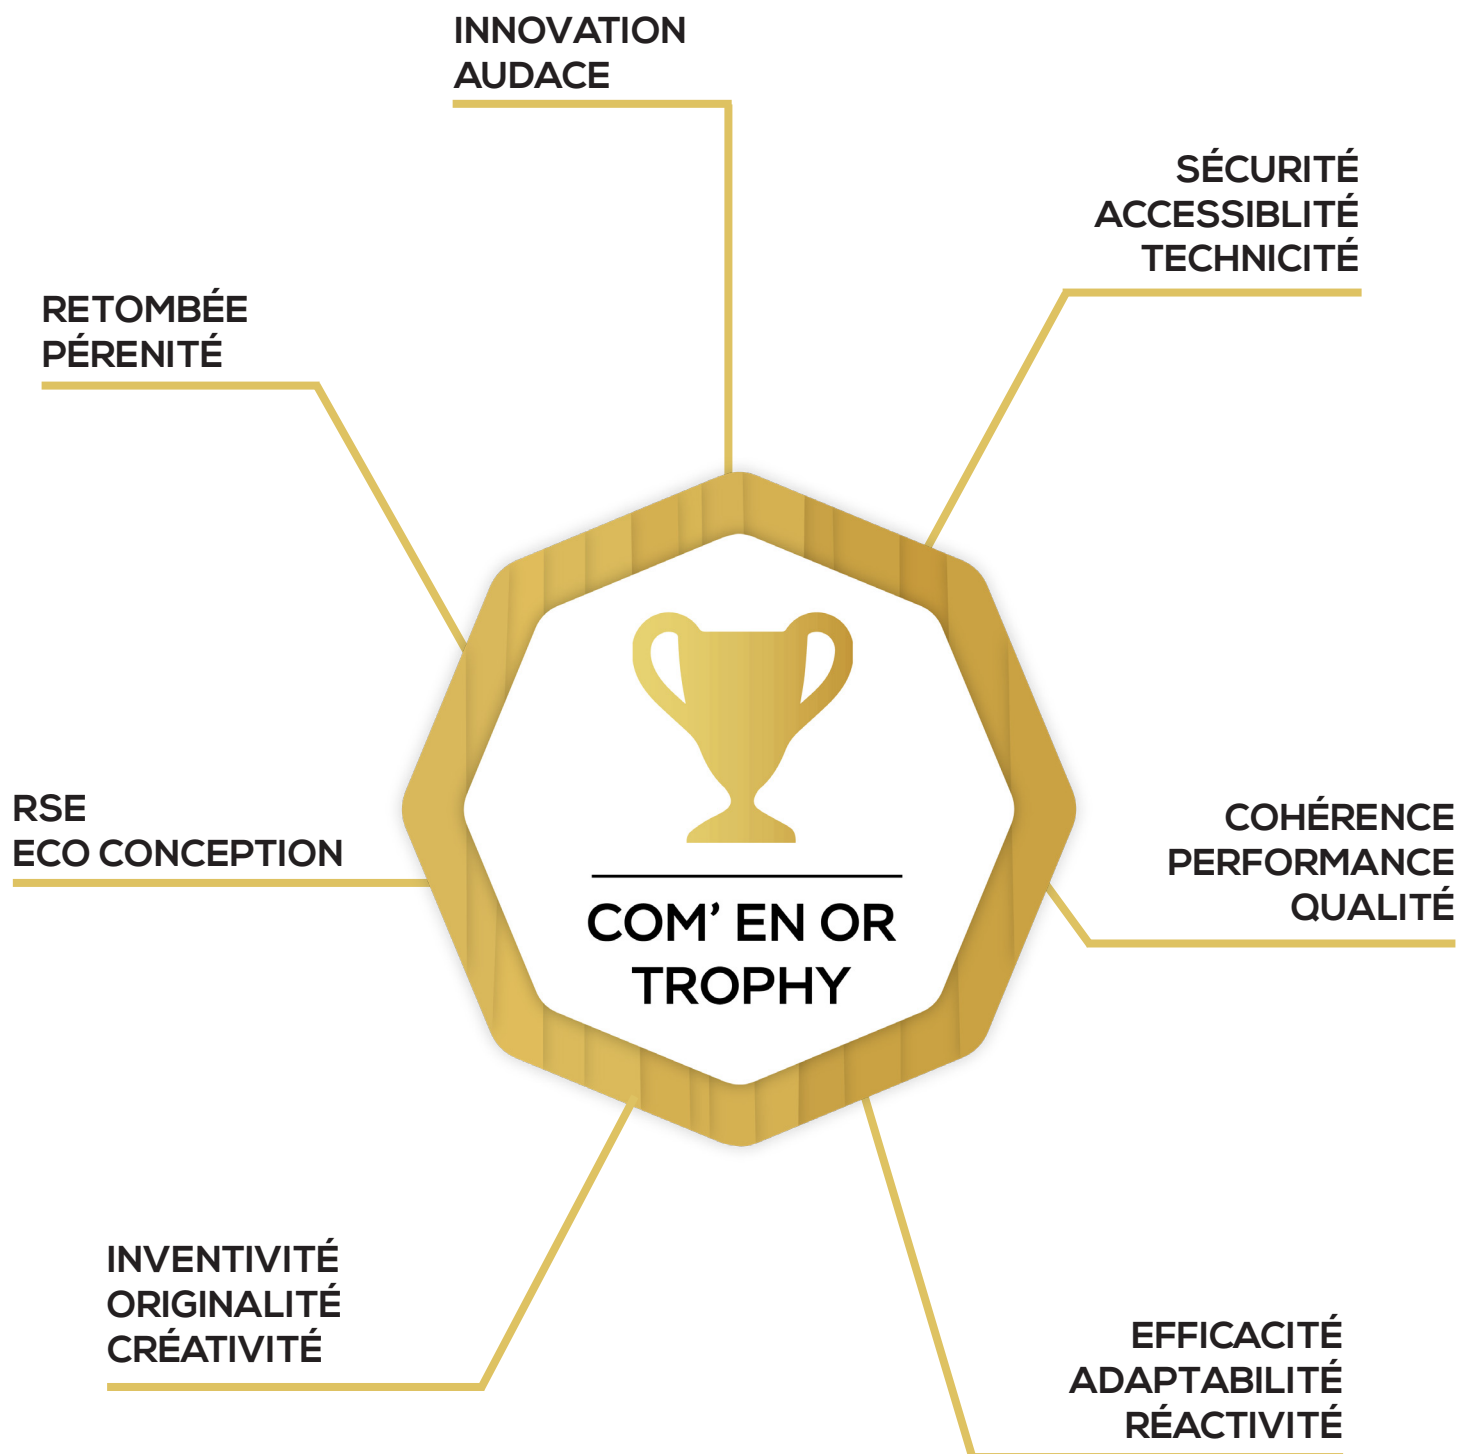 INNOVATION
AUDACE
SÉCURITÉ
ACCESSIBLITÉ
TECHNICITÉ
RETOMBÉE
PÉRENITÉ
RSE
ECO CONCEPTION
COHÉRENCE
PERFORMANCE
QUALITÉ
COM’ EN OR
TROPHY
INVENTIVITÉ
ORIGINALITÉ
CRÉATIVITÉ
EFFICACITÉ
ADAPTABILITÉ
RÉACTIVITÉ